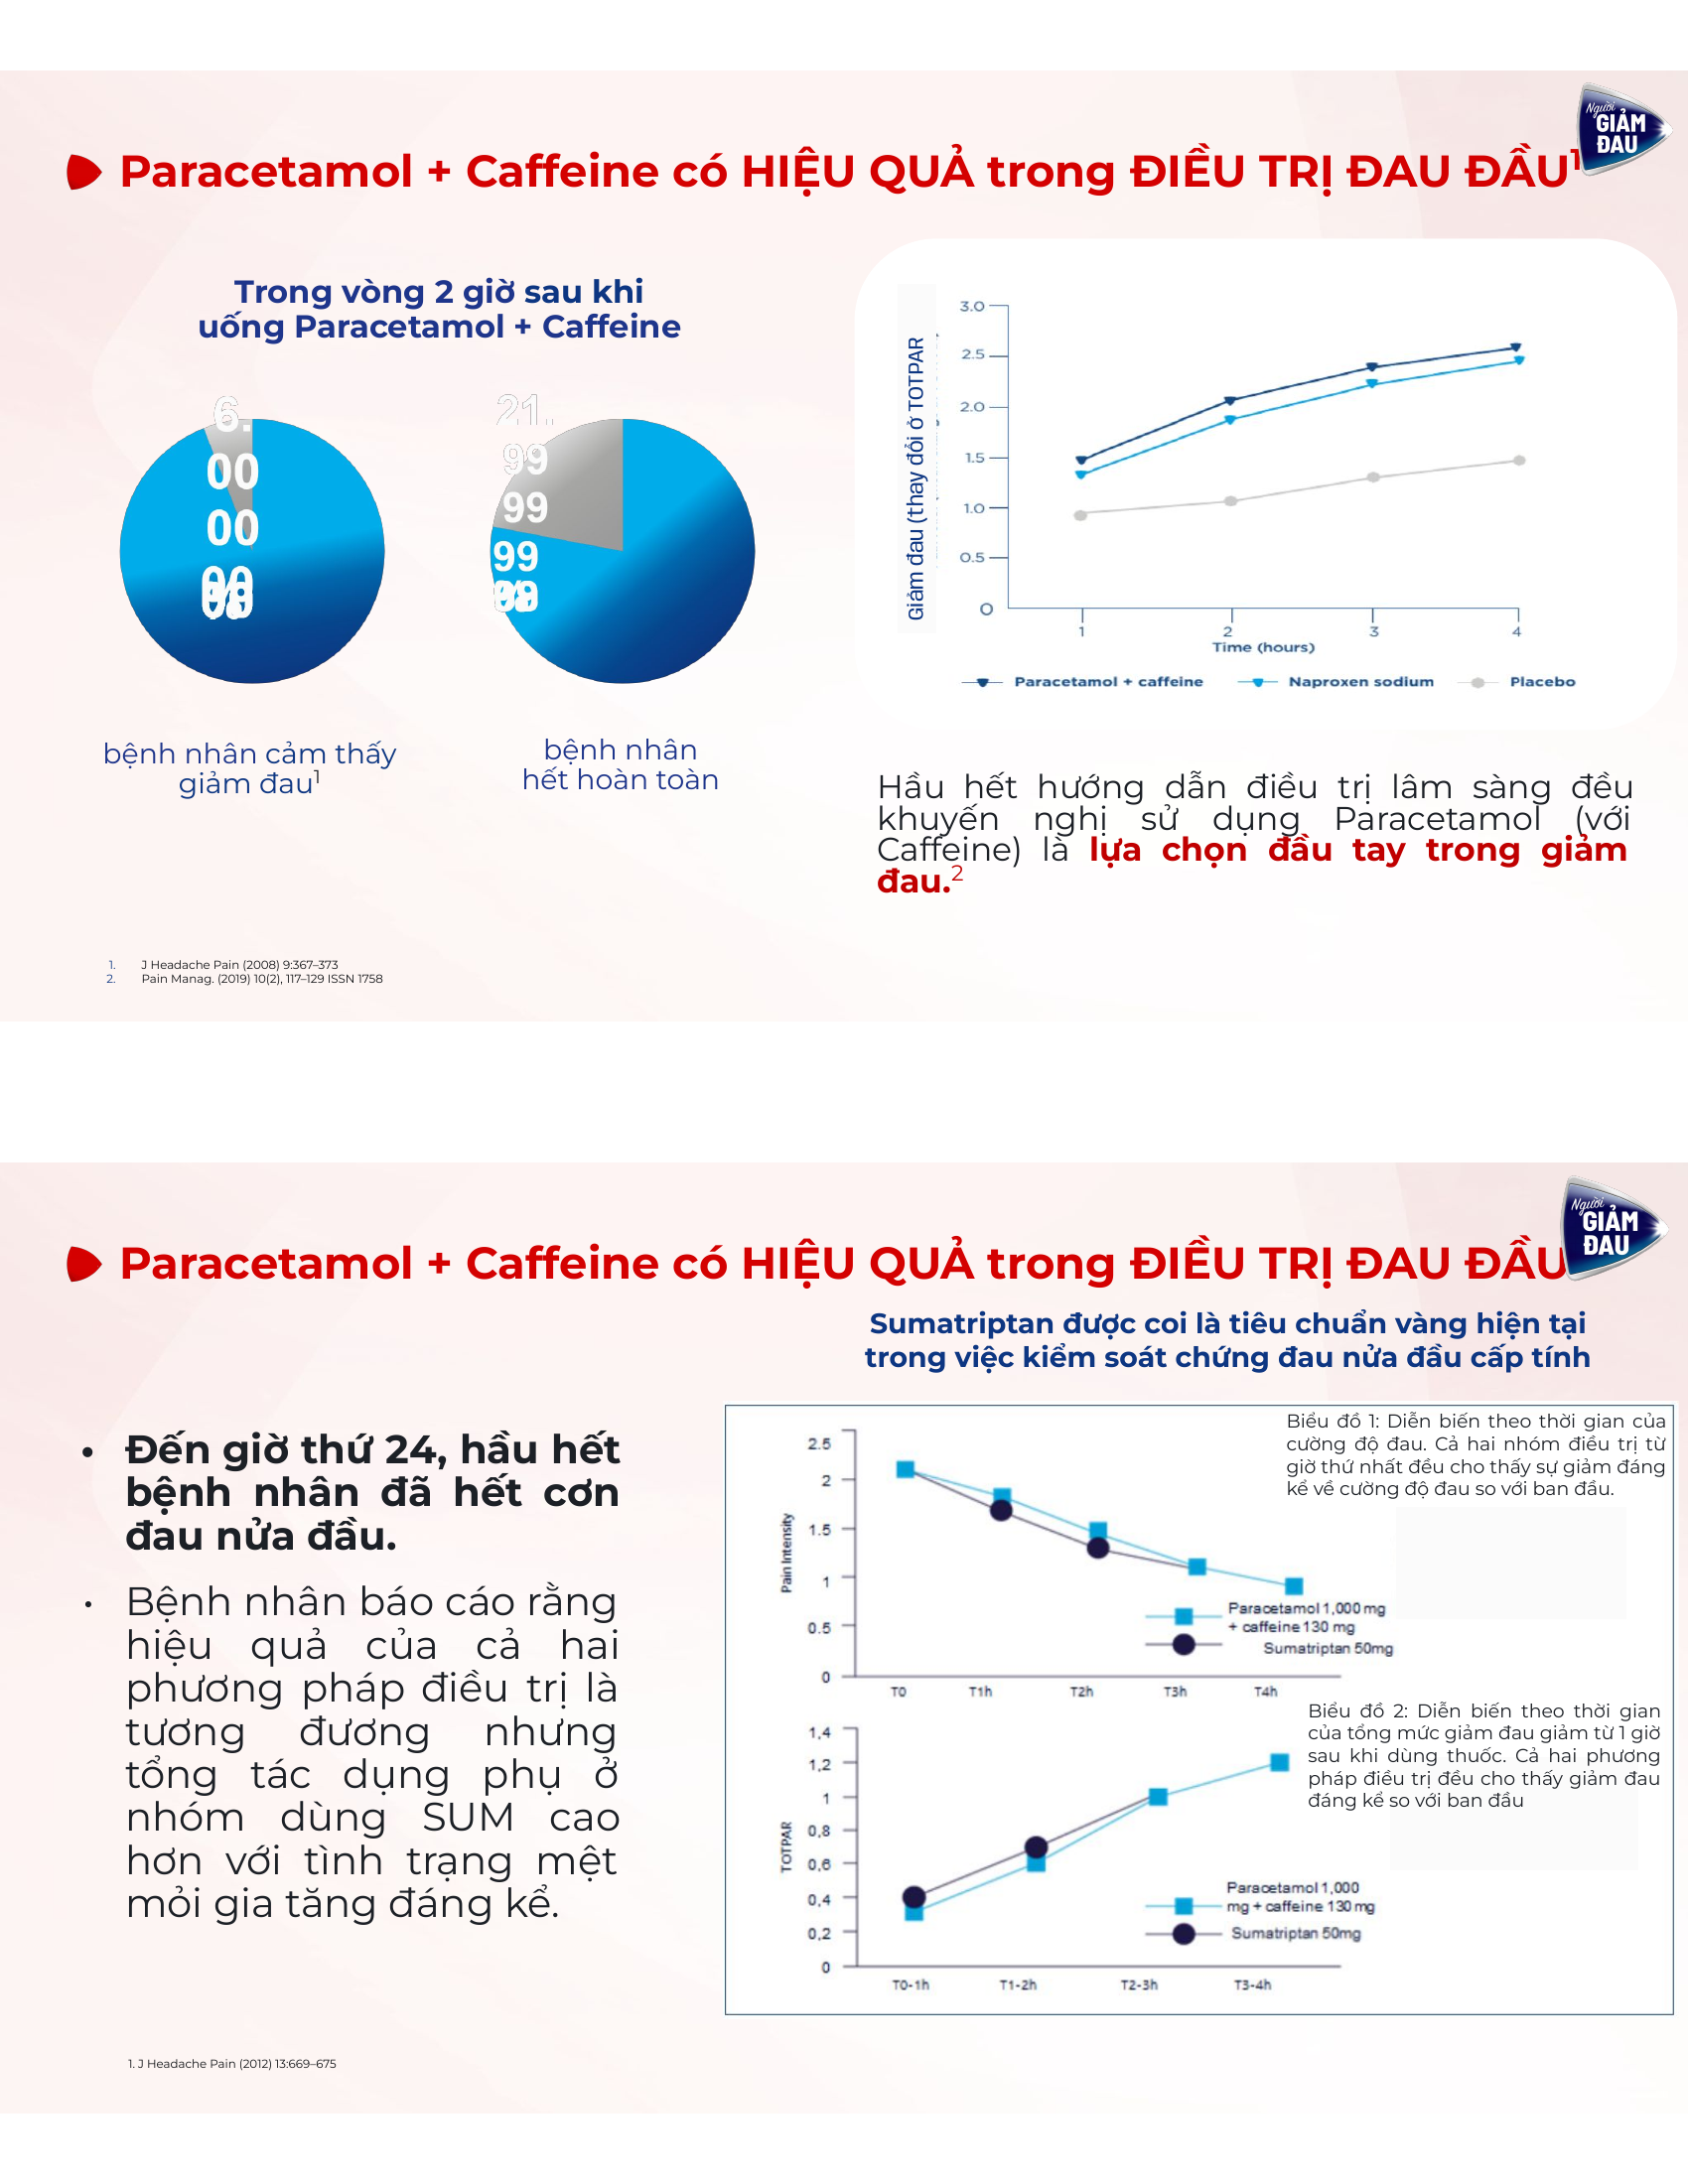 Người
GIẢM
ĐAU
Paracetamol + Caffeine có HIỆU QUẢ trong ĐIỀU TRỊ ĐAU ĐẦU¹
Trong vòng 2 giờ sau khi
uống Paracetamol + Caffeine
6.
00
00
00
21.
99
99
99
bệnh nhân cảm thấy
giảm đau¹
bệnh nhân
hết hoàn toàn
Giảm đau (thay đổi ở TOTPAR
3.0
2.5
2.0
1.5
1.0
0.5
0
1 2 3 4
Time (hours)
Paracetamol + caffeine Naproxen sodium Placebo
Hầu hết hướng dẫn điều trị lâm sàng đều
khuyến nghị sử dụng Paracetamol (với
Caffeine) là lựa chọn đầu tay trong giảm
đau.²
1. J Headache Pain (2008) 9:367–373
2. Pain Manag. (2019) 10(2), 117–129 ISSN 1758
Người
GIẢM
ĐAU
Paracetamol + Caffeine có HIỆU QUẢ trong ĐIỀU TRỊ ĐAU ĐẦU
Sumatriptan được coi là tiêu chuẩn vàng hiện tại
trong việc kiểm soát chứng đau nửa đầu cấp tính
• Đến giờ thứ 24, hầu hết
bệnh nhân đã hết cơn
đau nửa đầu.
• Bệnh nhân báo cáo rằng
hiệu quả của cả hai
phương pháp điều trị là
tương đương nhưng
tổng tác dụng phụ ở
nhóm dùng SUM cao
hơn với tình trạng mệt
mỏi gia tăng đáng kể.
Biểu đồ 1: Diễn biến theo thời gian của
cường độ đau. Cả hai nhóm điều trị từ
giờ thứ nhất đều cho thấy sự giảm đáng
kể về cường độ đau so với ban đầu.
Pain Intensity
2.5
2
1.5
1
0.5
0
T0 T1h T2h T3h T4h
Paracetamol 1,000 mg
+ caffeine 130 mg
Sumatriptan 50mg
Biểu đồ 2: Diễn biến theo thời gian
của tổng mức giảm đau giảm từ 1 giờ
sau khi dùng thuốc. Cả hai phương
pháp điều trị đều cho thấy giảm đau
đáng kể so với ban đầu
TOTPAR
1,4
1,2
1
0,8
0,6
0,4
0,2
0
T0-1h T1-2h T2-3h T3-4h
Paracetamol 1,000
mg + caffeine 130 mg
Sumatriptan 50mg
1. J Headache Pain (2012) 13:669–675